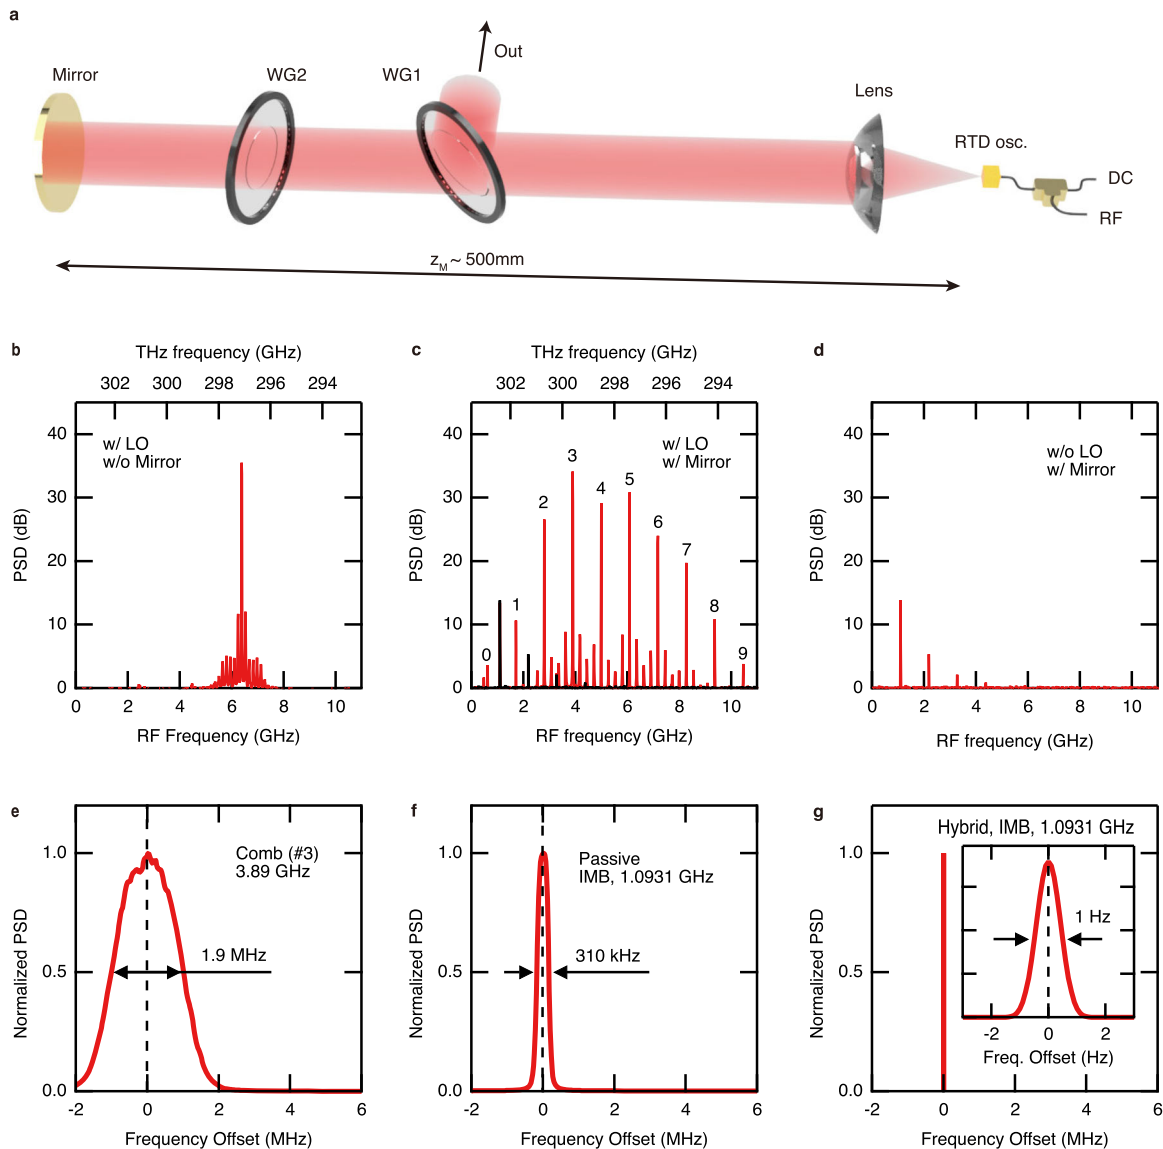 a
Out
Mirror
WG2
WG1
Lens
RTD osc.
DC
RF
zM ~ 500mm
b
THz frequency (GHz)
302 300 298 296 294
w/ LO
w/o Mirror
PSD (dB)
40
30
20
10
0
0 2 4 6 8 10
RF Frequency (GHz)
c
THz frequency (GHz)
302 300 298 296 294
w/ LO
w/ Mirror
PSD (dB)
40
30
20
10
0
0 1 2 3 4 5 6 7 8 9
0 2 4 6 8 10
RF frequency (GHz)
d
w/o LO
w/ Mirror
PSD (dB)
40
30
20
10
0
0 2 4 6 8 10
RF frequency (GHz)
e
Comb (#3)
3.89 GHz
1.9 MHz
Normalized PSD
1.0
0.5
0.0
-2 0 2 4 6
Frequency Offset (MHz)
f
Passive
IMB, 1.0931 GHz
310 kHz
Normalized PSD
1.0
0.5
0.0
-2 0 2 4 6
Frequency Offset (MHz)
g
Hybrid, IMB, 1.0931 GHz
1 Hz
-2 0 2
Freq. Offset (Hz)
Normalized PSD
1.0
0.5
0.0
-2 0 2 4 6
Frequency Offset (MHz)